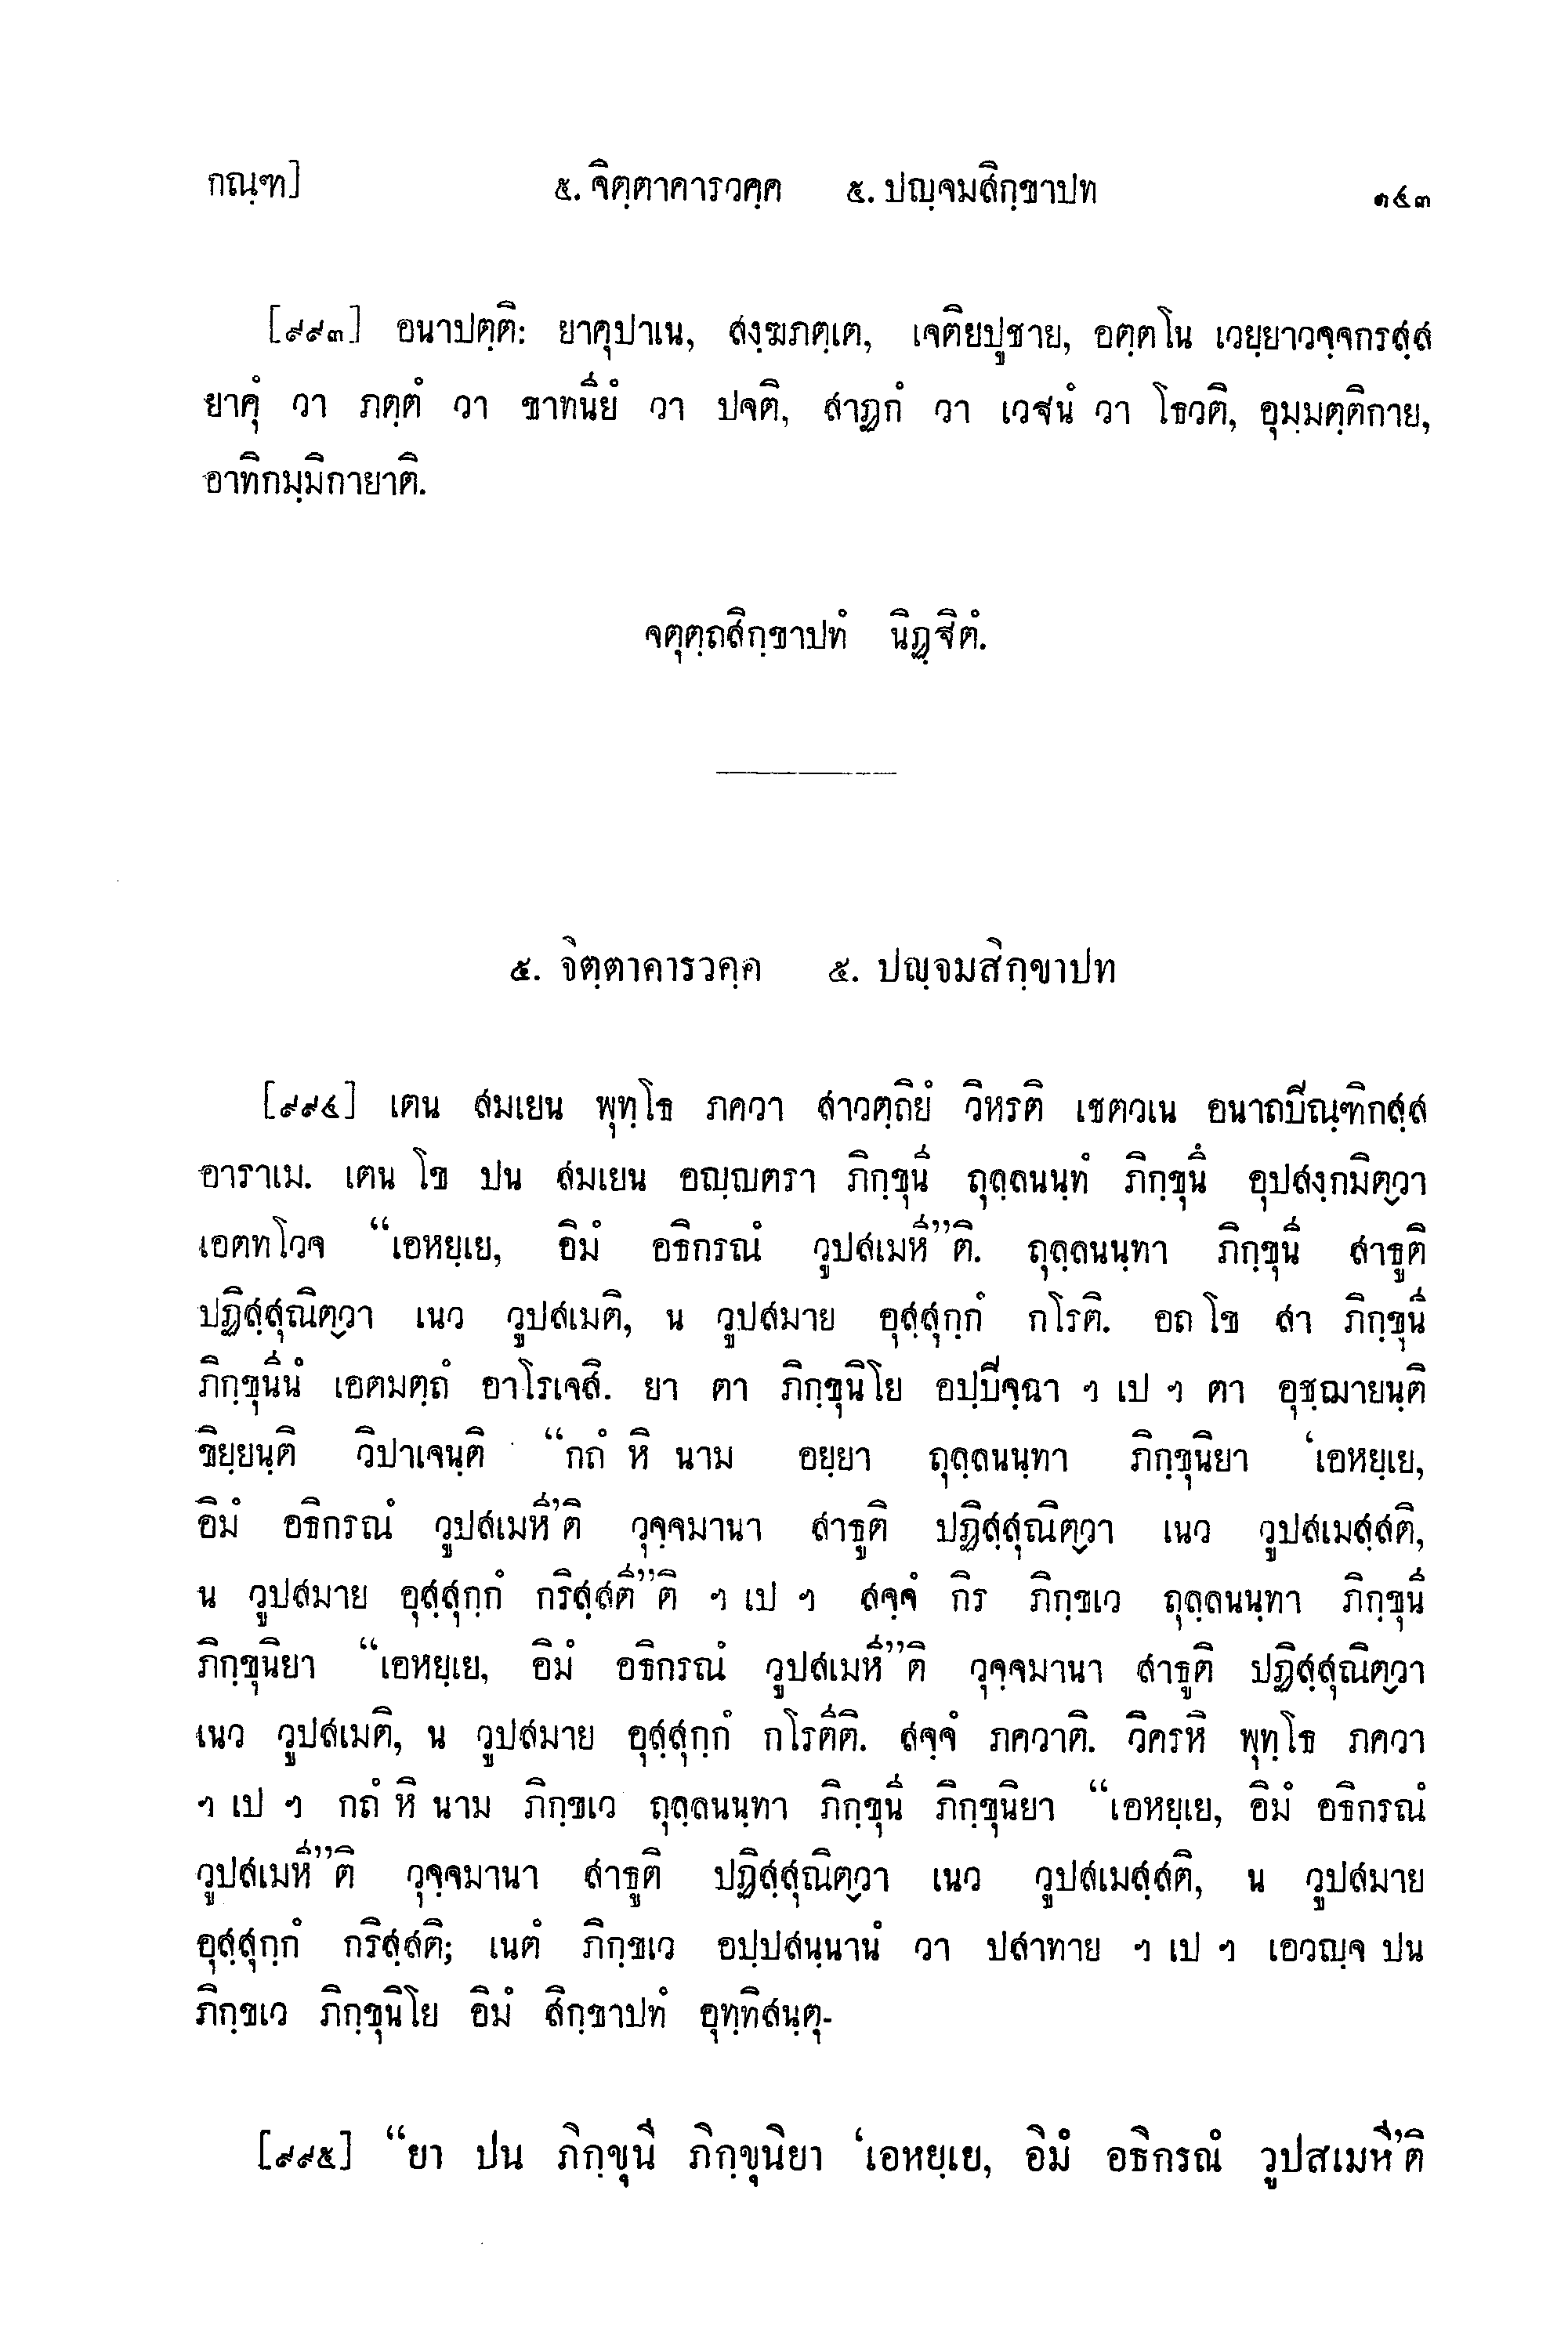 กณฺฑ] ๕. จิตฺตาคารวคฺค ๕. ปญฺจมสิกฺขาปท ๑๔๓
[๙๙๓] อนาปตฺติ: ยาคุปาเน, สงฺฆภตฺเต, เจติยปูชาย, อตฺตโน เวยฺยาวจฺจกรสฺส
ยาคุํ วา ภตฺตํ วา ขาทนียํ วา ปจติ, สาฏกํ วา เวฐนํ วา โธวติ, อุมฺมตฺติกาย,
อาทิกมฺมิกายาติ.
จตุตฺถสิกฺขาปทํ นิฏฺฐิตํ.
๕. จิตฺตาคารวคฺค ๕. ปญฺจมสิกฺขาปท
[๙๙๔] เตน สมเยน พุทฺโธ ภควา สาวตฺถิยํ วิหรติ เชตวเน อนาถปิณฺฑิกสฺส
อาราเม. เตน โข ปน สมเยน อญฺญตรา ภิกฺขุนี ถุลฺลนนฺทํ ภิกฺขุนึ อุปสงฺกมิตฺวา
เอตทโวจ “เอหยฺเย, อิมํ อธิกรณํ วูปสเมหี”ติ. ถุลฺลนนฺทา ภิกฺขุนี สาธูติ
ปฏิสฺสุณิตฺวา เนว วูปสเมติ, น วูปสมาย อุสฺสุกฺกํ กโรติ. อถ โข สา ภิกฺขุนี
ภิกฺขุนีนํ เอตมตฺถํ อาโรเจสิ. ยา ตา ภิกฺขุนิโย อปฺปิจฺฉา ฯ เป ฯ ตา อุชฺฌายนฺติ
ขิยฺยนฺติ วิปาเจนฺติ “กถํ หิ นาม อยฺยา ถุลฺลนนฺทา ภิกฺขุนิยา ‘เอหยฺเย,
อิมํ อธิกรณํ วูปสเมหี’ติ วุจฺจมานา สาธูติ ปฏิสฺสุณิตฺวา เนว วูปสเมสฺสติ,
น วูปสมาย อุสฺสุกฺกํ กริสฺสตี”ติ ฯ เป ฯ สจฺจํ กิร ภิกฺขเว ถุลฺลนนฺทา ภิกฺขุนี
ภิกฺขุนิยา “เอหยฺเย, อิมํ อธิกรณํ วูปสเมหี”ติ วุจฺจมานา สาธูติ ปฏิสฺสุณิตฺวา
เนว วูปสเมติ, น วูปสมาย อุสฺสุกฺกํ กโรตีติ. สจฺจํ ภควาติ. วิครหิ พุทฺโธ ภควา
ฯ เป ฯ กถํ หิ นาม ภิกฺขเว ถุลฺลนนฺทา ภิกฺขุนี ภิกฺขุนิยา “เอหยฺเย, อิมํ อธิกรณํ
วูปสเมหี”ติ วุจฺจมานา สาธูติ ปฏิสฺสุณิตฺวา เนว วูปสเมสฺสติ, น วูปสมาย
อุสฺสุกฺกํ กริสฺสติ; เนตํ ภิกฺขเว อปฺปสนฺนานํ วา ปสาทาย ฯ เป ฯ เอวญฺจ ปน
ภิกฺขเว ภิกฺขุนิโย อิมํ สิกฺขาปทํ อุทฺทิสนฺตุ-
[๙๙๕] “ยา ปน ภิกฺขุนี ภิกฺขุนิยา ‘เอหยฺเย, อิมํ อธิกรณํ วูปสเมหี’ติ